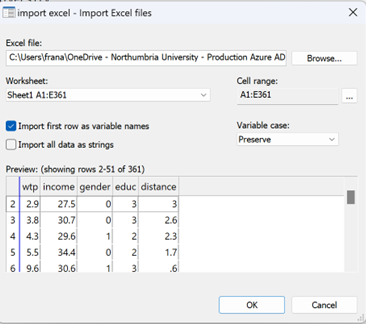 import excel - Import Excel files
Excel file:
C:\Users\frana\OneDrive - Northumbria University - Production Azure AD
Browse...
Worksheet:
Cell range:
Sheet1 A1:E361
A1:E361
...
Import first row as variable names
Variable case:
Import all data as strings
Preserve
Preview: (showing rows 2-51 of 361)
wtp income gender educ distance
2 2.9 27.5 0 3 3
3 3.8 30.7 0 3 2.6
4 4.3 29.6 1 2 2.3
5 5.5 34.4 0 2 1.7
6 9.6 30.6 1 3 .6
OK
Cancel